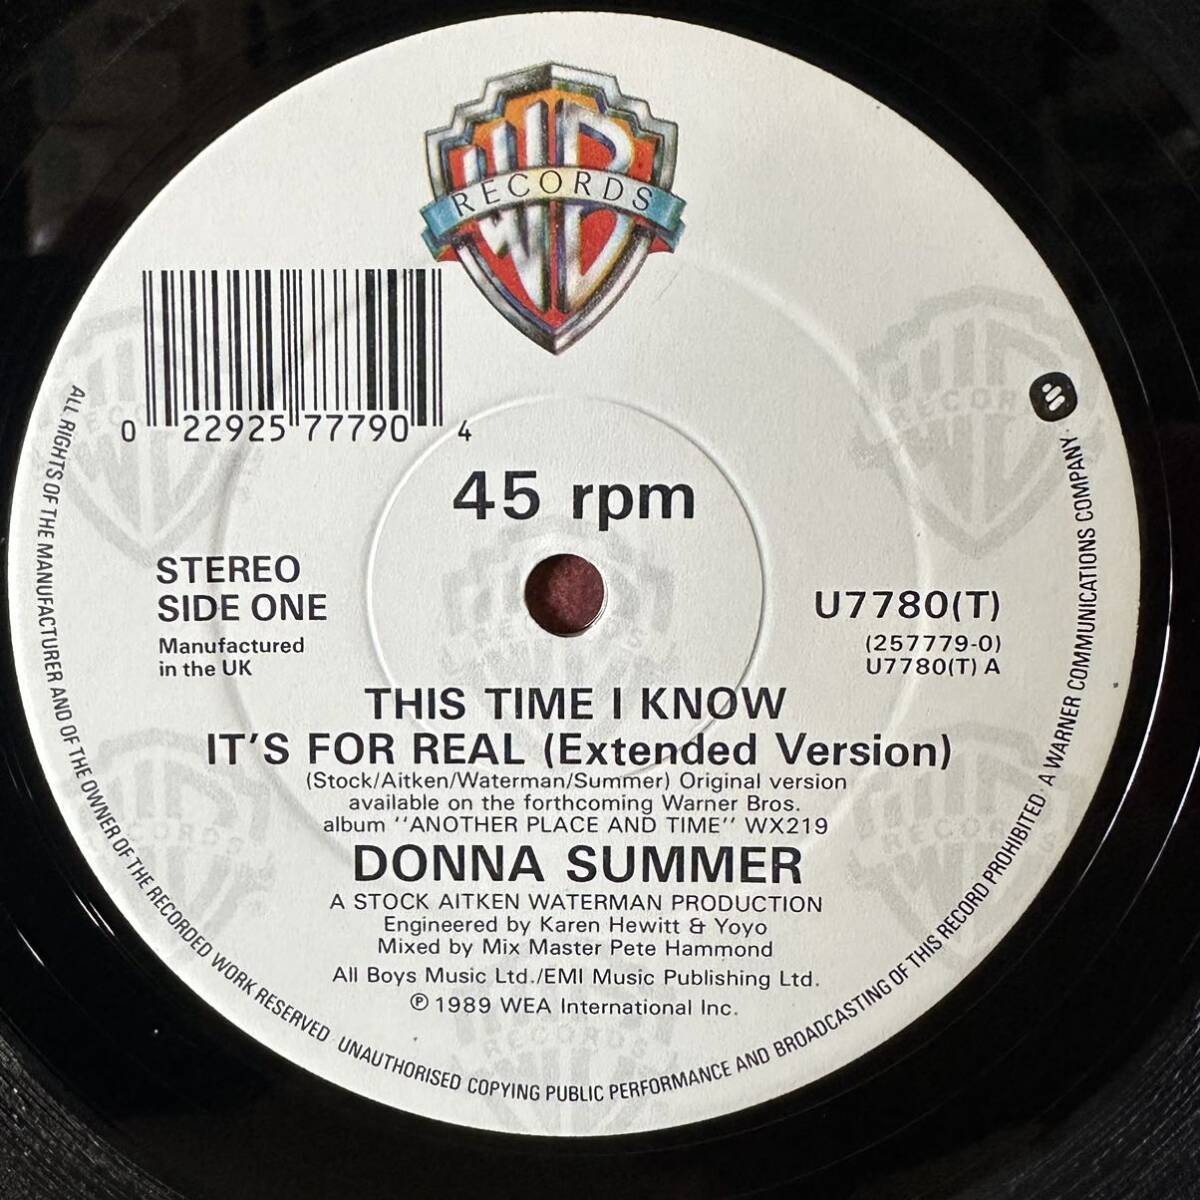 WB
RECORDS
0 22925 77790 4
45 rpm
STEREO
SIDE ONE
Manufactured
in the UK
U7780(T)
(257779-0)
U7780(T) A
THIS TIME I KNOW
IT'S FOR REAL (Extended Version)
(Stock/Aitken/Waterman/Summer) Original version
available on the forthcoming Warner Bros.
album "ANOTHER PLACE AND TIME" WX219
DONNA SUMMER
A STOCK AITKEN WATERMAN PRODUCTION
Engineered by Karen Hewitt & Yoyo
Mixed by Mix Master Pete Hammond
All Boys Music Ltd./EMI Music Publishing Ltd.
℗ 1989 WEA International Inc.
ALL RIGHTS OF THE MANUFACTURER AND OF THE OWNER OF THE RECORDED WORK RESERVED · UNAUTHORISED COPYING PUBLIC PERFORMANCE AND BROADCASTING OF THIS RECORD PROHIBITED · A WARNER COMMUNICATIONS COMPANY ·